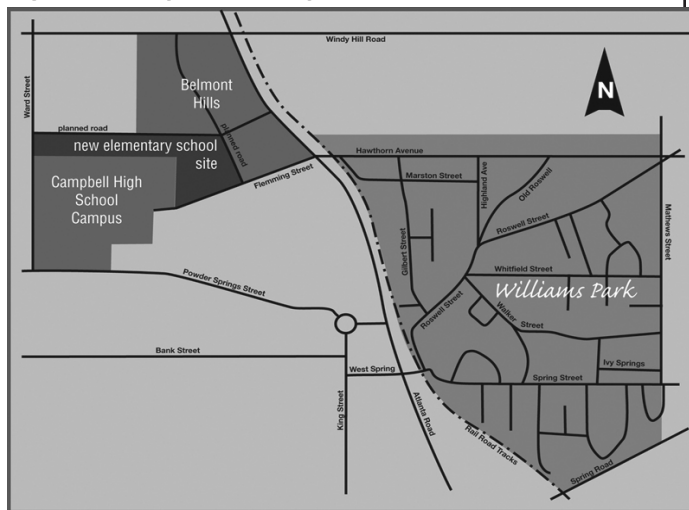 Windy Hill Road
Ward Street
Belmont
Hills
N
planned road
planned road
new elementary school
site
Hawthorn Avenue
Flemming Street
Campbell High
School
Campus
Marston Street
Highland Ave
Old Roswell
Roswell Street
Mathews Street
Gilbert Street
Whitfield Street
Powder Springs Street
Williams Park
Roswell Street
Walker
Street
Bank Street
West Spring
Ivy Springs
Spring Street
King Street
Atlanta Road
Rail Road Tracks
Spring Road